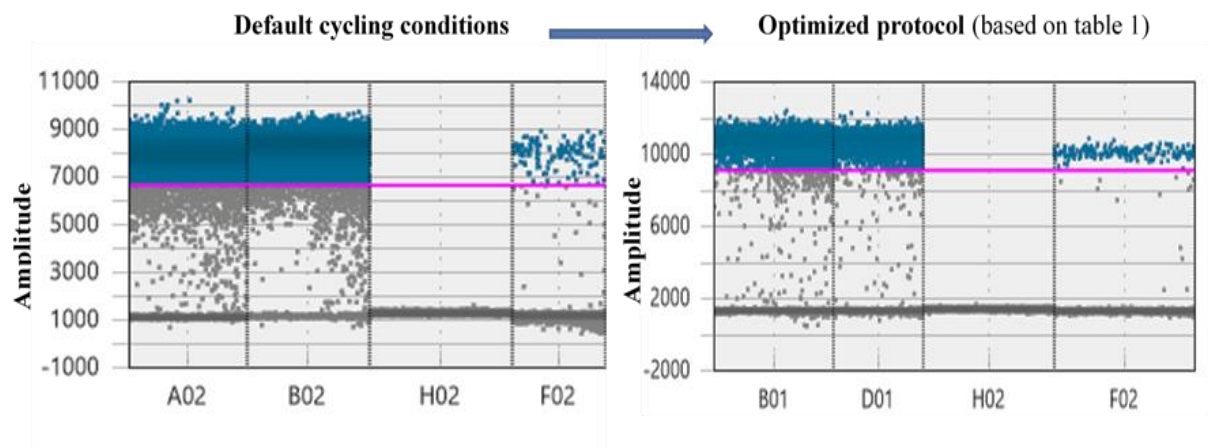 Default cycling conditions
Optimized protocol (based on table 1)
Amplitude
11000
9000
7000
5000
3000
1000
-1000
A02
B02
H02
F02
Amplitude
14000
10000
6000
2000
-2000
B01
D01
H02
F02